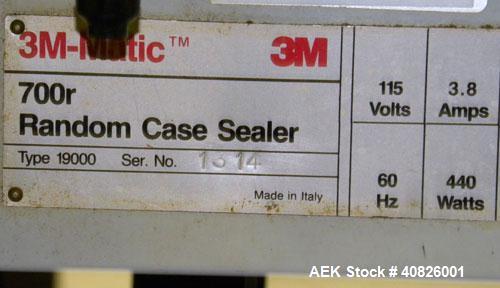 3M-Matic™ 3M
700r
Random Case Sealer
Type 19000 Ser. No. 1314
Made in Italy
115
Volts
3.8
Amps
60
Hz
440
Watts
AEK Stock # 40826001